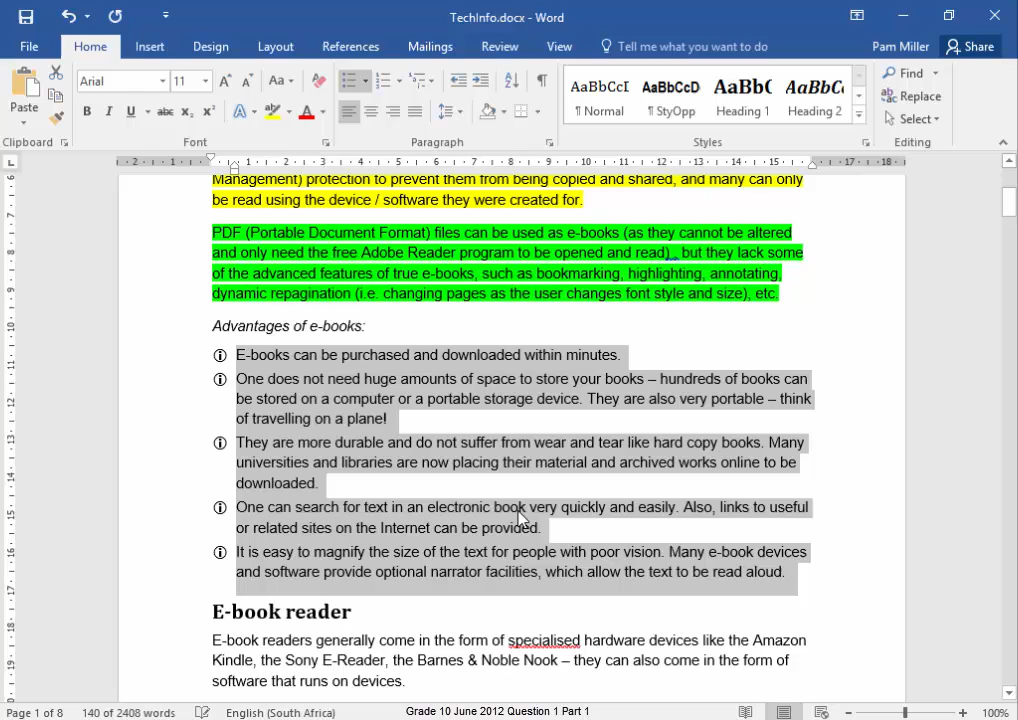 TechInfo.docx - Word
File Home Insert Design Layout References Mailings Review View Tell me what you want to do Pam Miller Share
Paste
Arial 11 Aa
B I U abc X₂ X² A A
AaBbCcI AaBbCcD AaBb( AaBbC
¶ Normal ¶ StyOpp Heading 1 Heading 2
Find
Replace
Select
Clipboard Font Paragraph Styles Editing
Management) protection to prevent them from being copied and shared, and many can only
be read using the device / software they were created for.
PDF (Portable Document Format) files can be used as e-books (as they cannot be altered
and only need the free Adobe Reader program to be opened and read) but they lack some
of the advanced features of true e-books, such as bookmarking, highlighting, annotating,
dynamic repagination (i.e. changing pages as the user changes font style and size), etc.
Advantages of e-books:
E-books can be purchased and downloaded within minutes.
One does not need huge amounts of space to store your books – hundreds of books can
be stored on a computer or a portable storage device. They are also very portable – think
of travelling on a plane!
They are more durable and do not suffer from wear and tear like hard copy books. Many
universities and libraries are now placing their material and archived works online to be
downloaded.
One can search for text in an electronic book very quickly and easily. Also, links to useful
or related sites on the Internet can be provided.
It is easy to magnify the size of the text for people with poor vision. Many e-book devices
and software provide optional narrator facilities, which allow the text to be read aloud.
E-book reader
E-book readers generally come in the form of specialised hardware devices like the Amazon
Kindle, the Sony E-Reader, the Barnes & Noble Nook – they can also come in the form of
software that runs on devices.
Page 1 of 8 140 of 2408 words English (South Africa) Grade 10 June 2012 Question 1 Part 1 100%